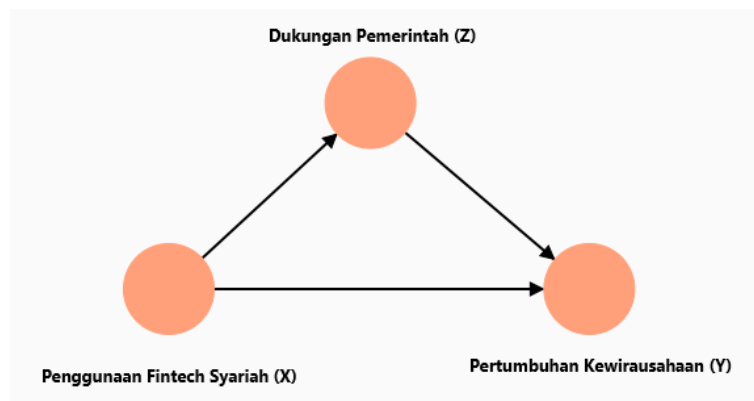 Dukungan Pemerintah (Z)
Penggunaan Fintech Syariah (X)
Pertumbuhan Kewirausahaan (Y)